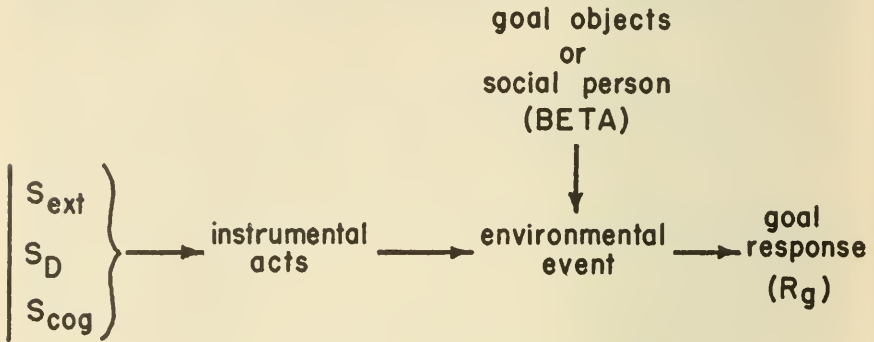 goal objects
or
social person
(BETA)
S_ext
S_D
S_cog
instrumental
acts
environmental
event
goal
response
(R_g)